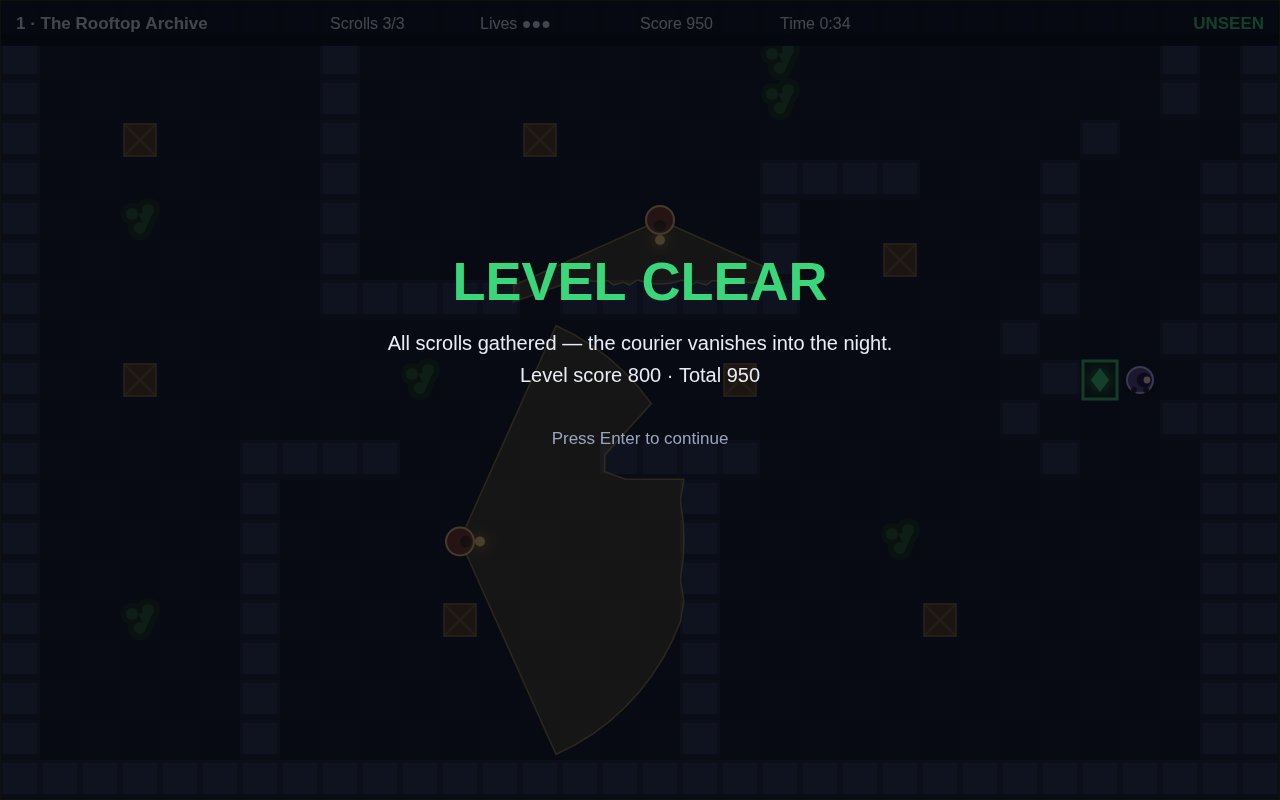 1 · The Rooftop Archive Scrolls 3/3 Lives ●●● Score 950 Time 0:34 UNSEEN
LEVEL CLEAR
All scrolls gathered — the courier vanishes into the night.
Level score 800 · Total 950
Press Enter to continue